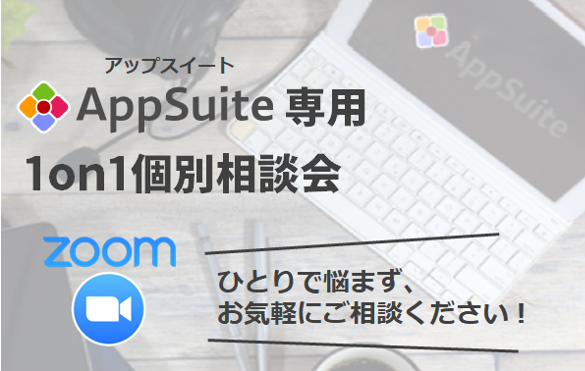 アップスイート
AppSuite 専用
1on1個別相談会
AppSuite
zoom
ひとりで悩まず、
お気軽にご相談ください！